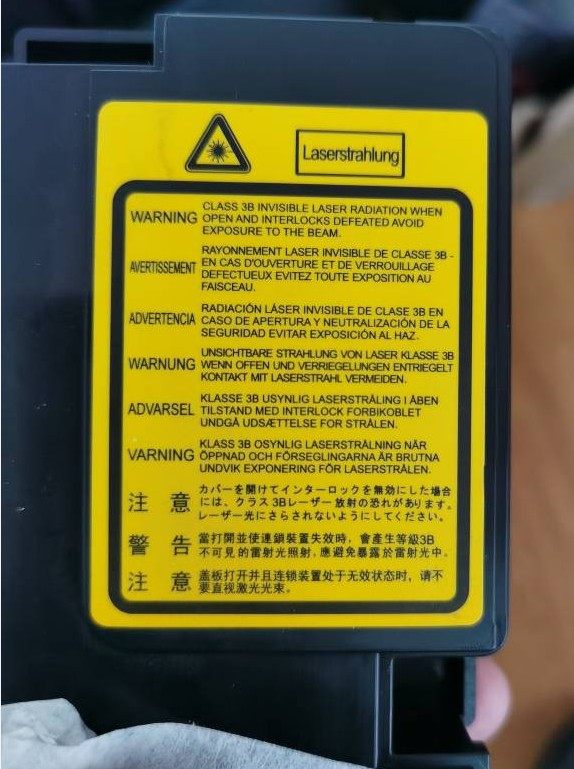 Laserstrahlung
WARNING
CLASS 3B INVISIBLE LASER RADIATION WHEN
OPEN AND INTERLOCKS DEFEATED AVOID
EXPOSURE TO THE BEAM.
AVERTISSEMENT
RAYONNEMENT LASER INVISIBLE DE CLASSE 3B -
EN CAS D'OUVERTURE ET DE VERROUILLAGE
DEFECTUEUX EVITEZ TOUTE EXPOSITION AU
FAISCEAU.
ADVERTENCIA
RADIACIÓN LÁSER INVISIBLE DE CLASE 3B EN
CASO DE APERTURA Y NEUTRALIZACIÓN DE LA
SEGURIDAD EVITAR EXPOSICIÓN AL HAZ.
WARNUNG
UNSICHTBARE STRAHLUNG VON LASER KLASSE 3B
WENN OFFEN UND VERRIEGELUNGEN ENTRIEGELT
KONTAKT MIT LASERSTRAHL VERMEIDEN.
ADVARSEL
KLASSE 3B USYNLIG LASERSTRÅLING I ÅBEN
TILSTAND MED INTERLOCK FORBIKOBLET
UNDGÅ UDSÆTTELSE FOR STRÅLEN.
VARNING
KLASS 3B OSYNLIG LASERSTRÅLNING NÄR
ÖPPNAD OCH FÖRSEGLINGARNA ÄR BRUTNA
UNDVIK EXPONERING FÖR LASERSTRÅLEN.
注 意
カバーを開けてインターロックを無効にした場合
には、クラス 3Bレーザー放射の恐れがあります。
レーザー光にさらされないようにしてください。
警 告
當打開並使連鎖裝置失效時，會產生等級3B
不可見的雷射光照射，應避免暴露於雷射光中。
注 意
盖板打开并且连锁装置处于无效状态时，请不
要直视激光光束。